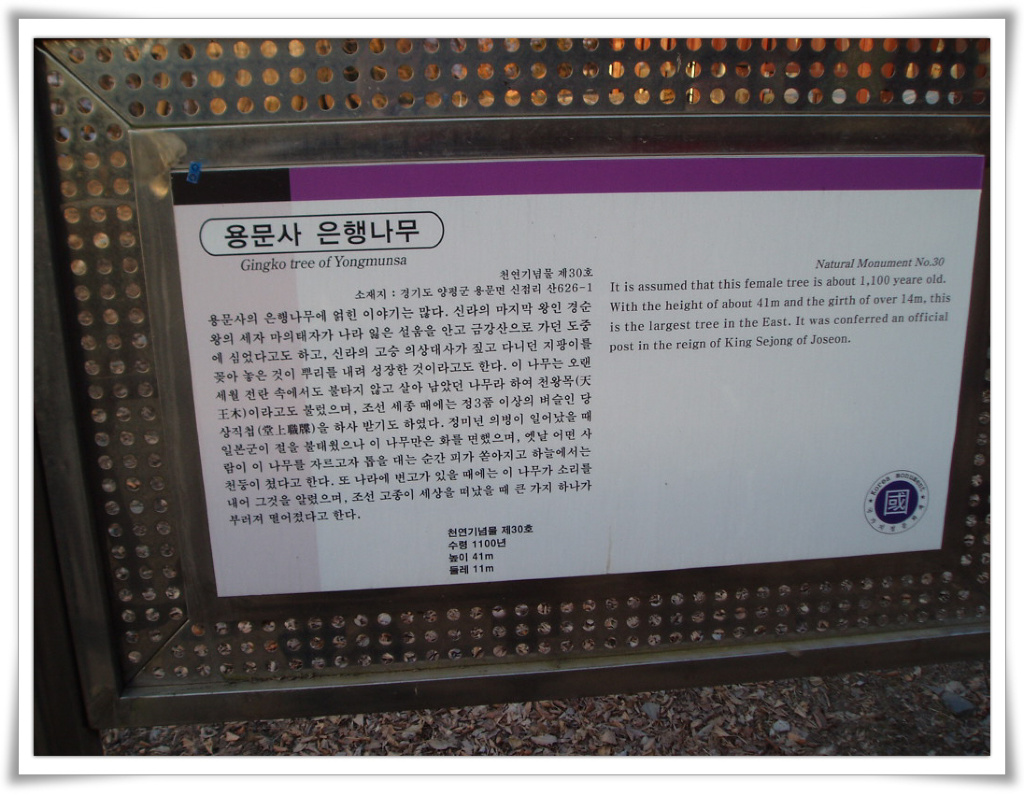 용문사 은행나무
Gingko tree of Yongmunsa
천연기념물 제30호
소재지 : 경기도 양평군 용문면 신점리 산626-1
용문사의 은행나무에 얽힌 이야기는 많다. 신라의 마지막 왕인 경순
왕의 세자 마의태자가 나라 잃은 설움을 안고 금강산으로 가던 도중
에 심었다고도 하고, 신라의 고승 의상대사가 짚고 다니던 지팡이를
꽂아 놓은 것이 뿌리를 내려 성장한 것이라고도 한다. 이 나무는 오랜
세월 전란 속에서도 불타지 않고 살아 남았던 나무라 하여 천왕목(天
王木)이라고도 불렀으며, 조선 세종 때에는 정3품 이상의 벼슬인 당
상직첩(堂上職牒)을 하사 받기도 하였다. 정미년 의병이 일어났을 때
일본군이 절을 불태웠으나 이 나무만은 화를 면했으며, 옛날 어떤 사
람이 이 나무를 자르고자 톱을 대는 순간 피가 쏟아지고 하늘에서는
천둥이 쳤다고 한다. 또 나라에 변고가 있을 때에는 이 나무가 소리를
내어 그것을 알렸으며, 조선 고종이 세상을 떠났을 때 큰 가지 하나가
부러져 떨어졌다고 한다.
천연기념물 제30호
수령 1100년
높이 41m
둘레 11m
Natural Monument No.30
It is assumed that this female tree is about 1,100 yeare old.
With the height of about 41m and the girth of over 14m, this
is the largest tree in the East. It was conferred an official
post in the reign of King Sejong of Joseon.
Korea monument
國